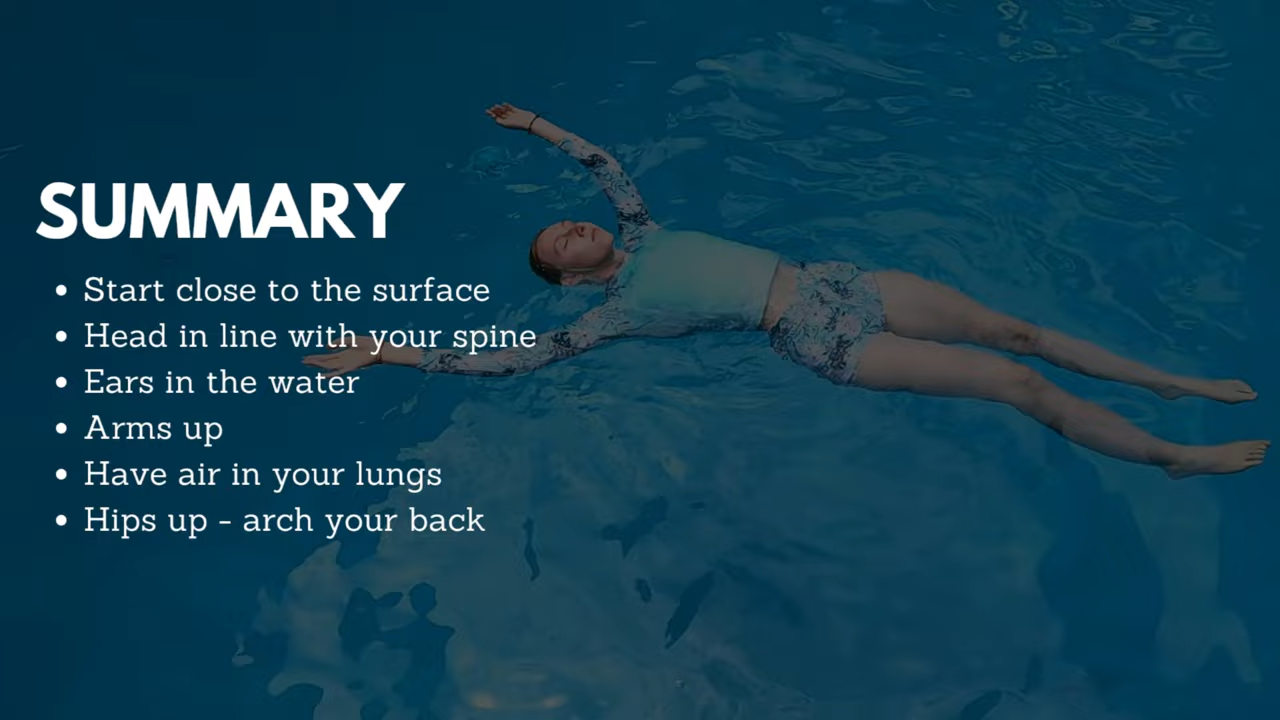 SUMMARY
• Start close to the surface
• Head in line with your spine
• Ears in the water
• Arms up
• Have air in your lungs
• Hips up - arch your back